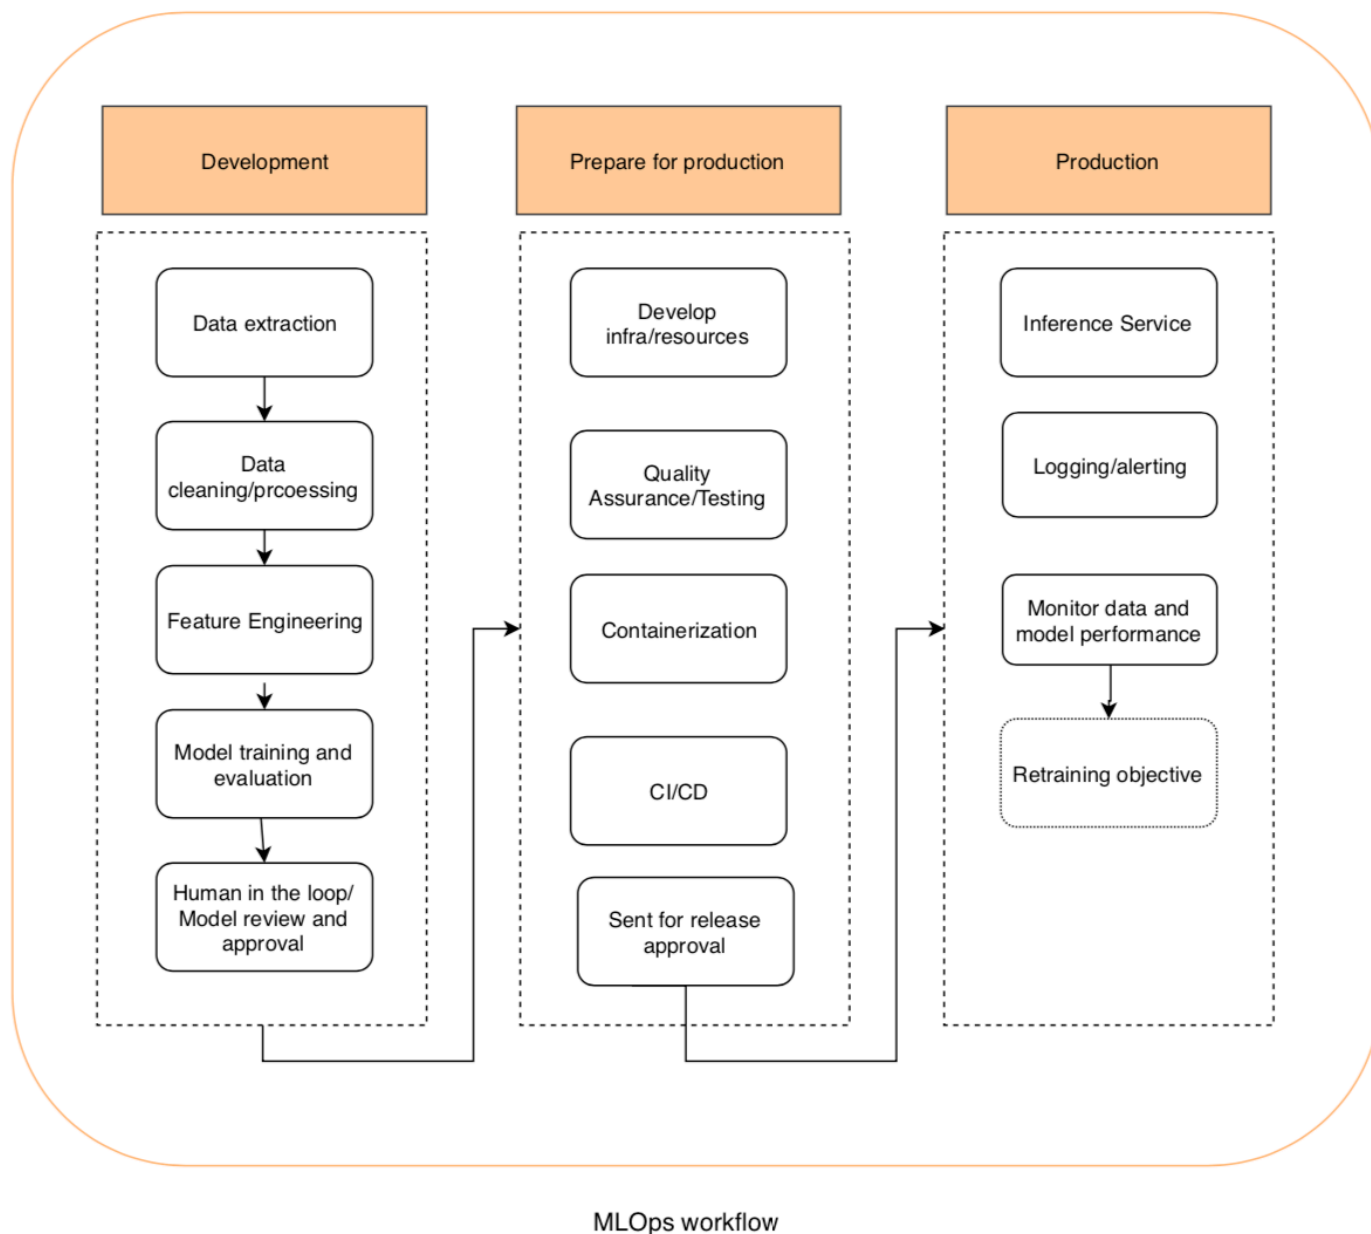 Development
Data extraction
Data
cleaning/prcoessing
Feature Engineering
Model training and
evaluation
Human in the loop/
Model review and
approval
Prepare for production
Develop
infra/resources
Quality
Assurance/Testing
Containerization
CI/CD
Sent for release
approval
Production
Inference Service
Logging/alerting
Monitor data and
model performance
Retraining objective
MLOps workflow